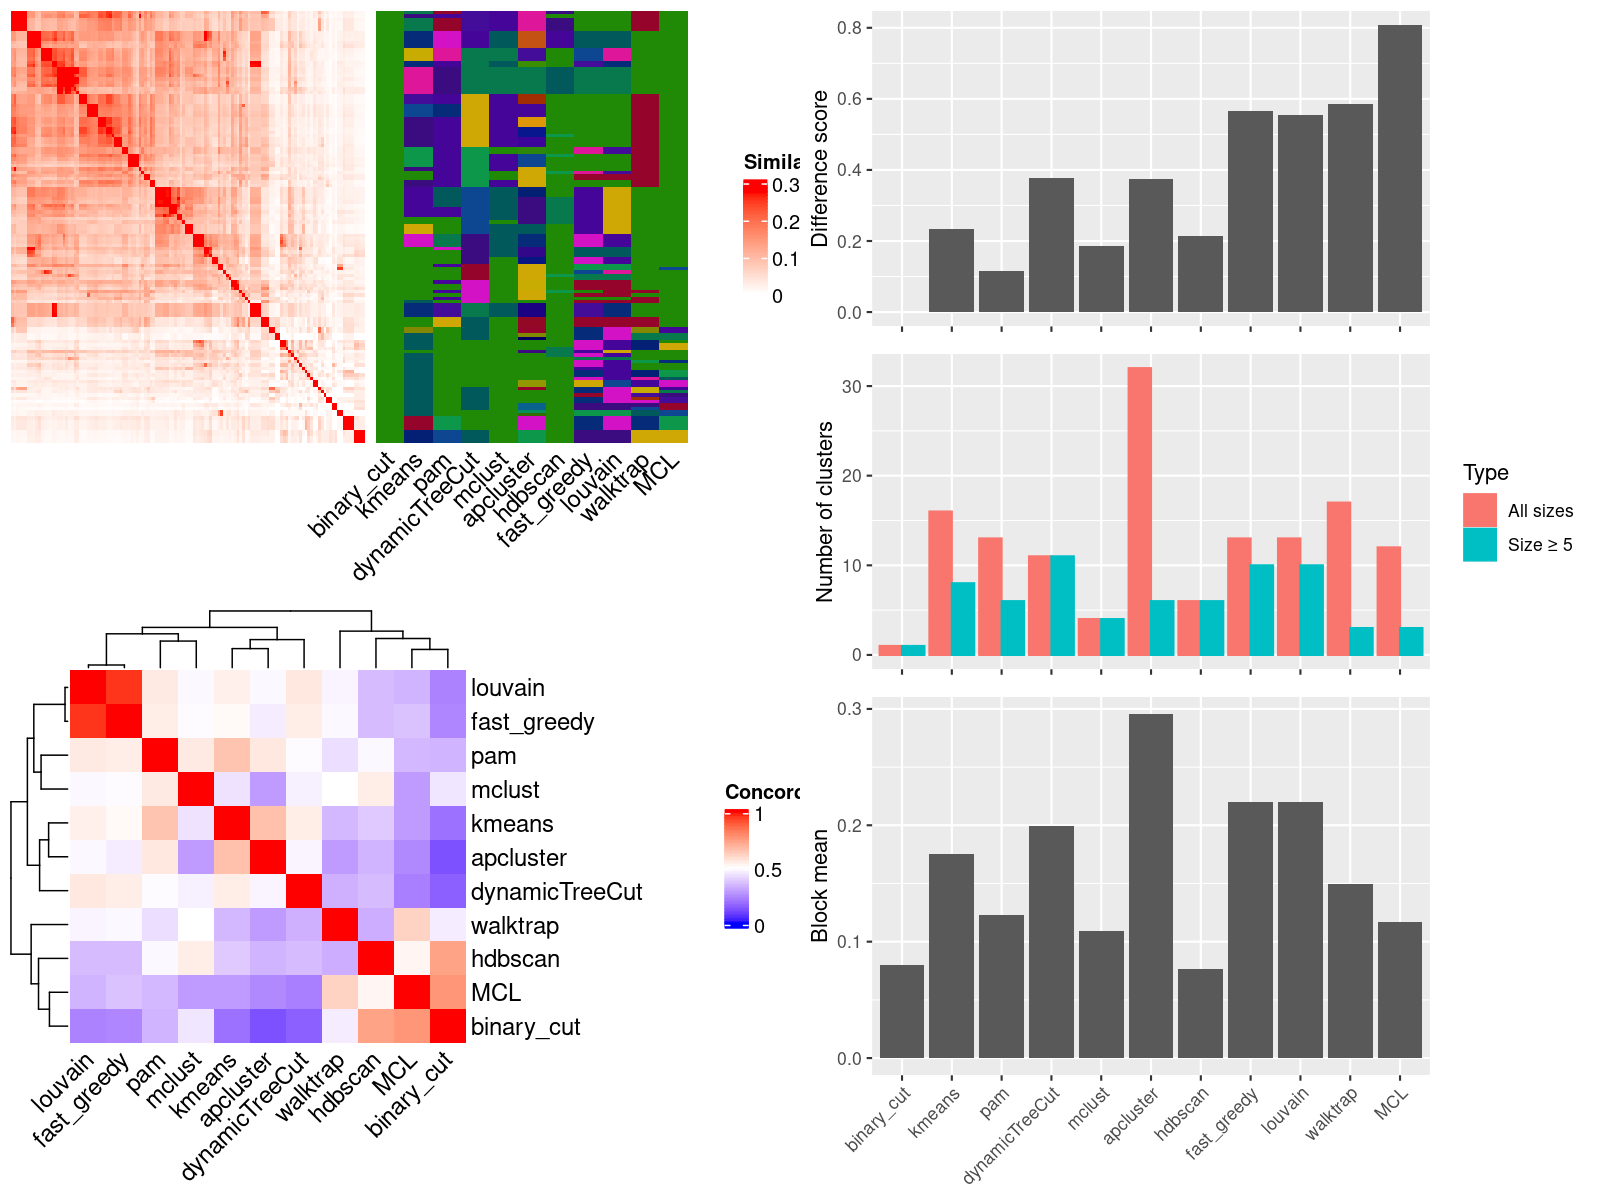 Simila
0.3
0.2
0.1
0
binary_cut
kmeans
pam
dynamicTreeCut
mclust
apcluster
hdbscan
fast_greedy
louvain
walktrap
MCL
louvain
fast_greedy
pam
mclust
kmeans
apcluster
dynamicTreeCut
walktrap
hdbscan
MCL
binary_cut
Concord
1
0.5
0
louvain
fast_greedy
pam
mclust
kmeans
apcluster
dynamicTreeCut
walktrap
hdbscan
MCL
binary_cut
Difference score
0.8
0.6
0.4
0.2
0.0
Number of clusters
30
20
10
0
Type
All sizes
Size ≥ 5
Block mean
0.3
0.2
0.1
0.0
binary_cut
kmeans
pam
dynamicTreeCut
mclust
apcluster
hdbscan
fast_greedy
louvain
walktrap
MCL